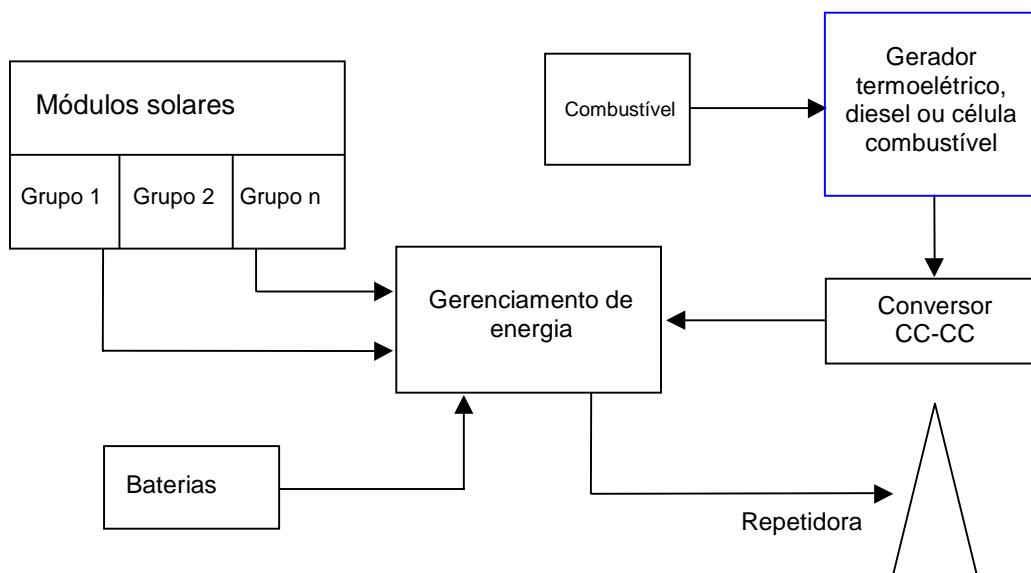 Módulos solares
Grupo 1
Grupo 2
Grupo n
Combustível
Gerador
termoelétrico,
diesel ou célula
combustível
Gerenciamento de
energia
Conversor
CC-CC
Baterias
Repetidora